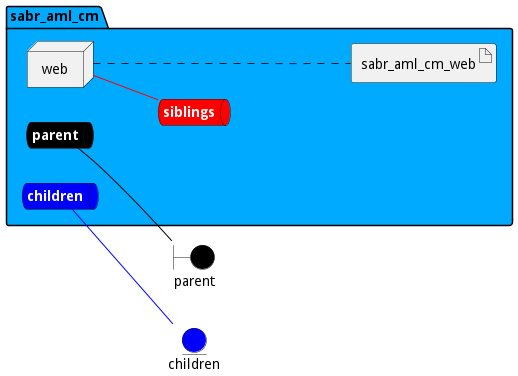 sabr_aml_cm
web
sabr_aml_cm_web
siblings
parent
children
parent
children